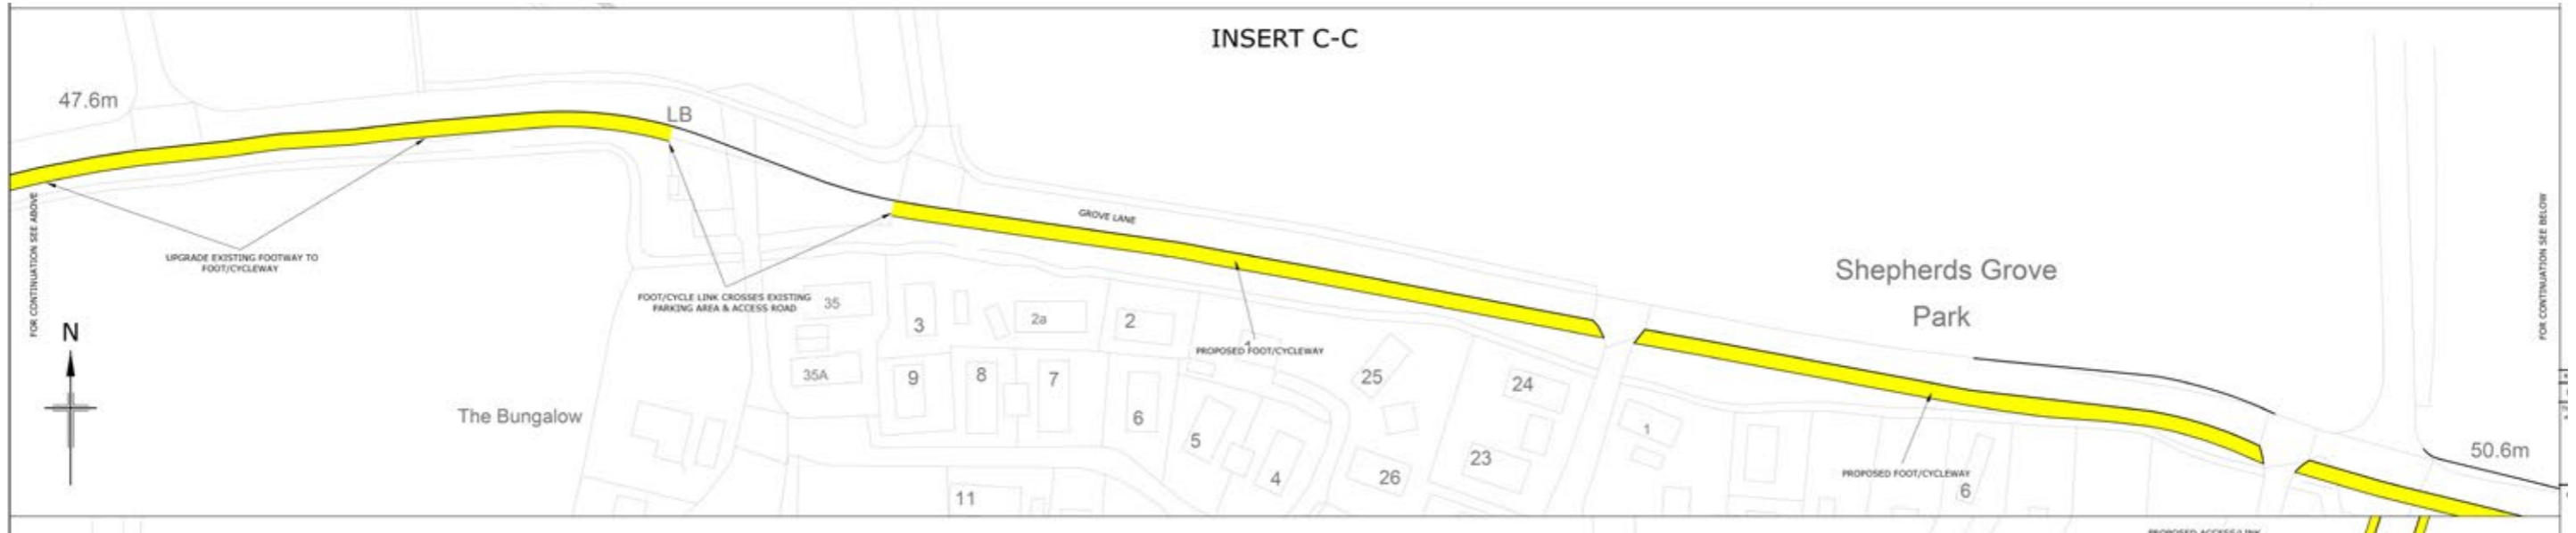 INSERT C-C
47.6m
LB
FOR CONTINUATION SEE ABOVE
UPGRADE EXISTING FOOTWAY TO
FOOT/CYCLEWAY
GROVE LANE
FOR CONTINUATION SEE BELOW
Shepherds Grove
Park
FOOT/CYCLE LINK CROSSES EXISTING
PARKING AREA & ACCESS ROAD
35
3
2a
2
N
PROPOSED FOOT/CYCLEWAY
35A
9
8
7
25
24
The Bungalow
6
5
1
23
4
26
50.6m
PROPOSED FOOT/CYCLEWAY
6
11
PROPOSED ACCESS/LINK